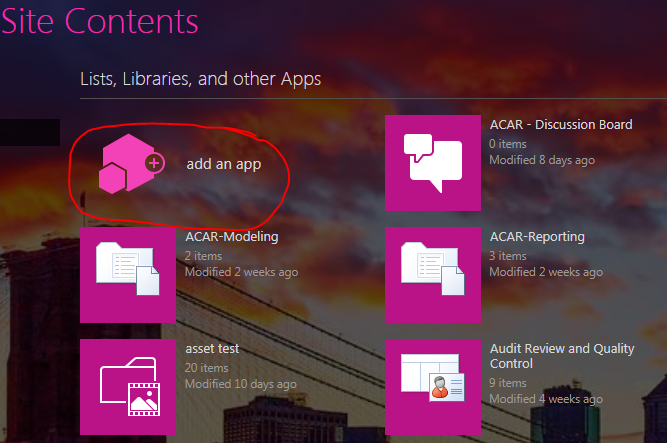 Site Contents
Lists, Libraries, and other Apps
add an app
ACAR - Discussion Board
0 items
Modified 8 days ago
ACAR-Modeling
2 items
Modified 2 weeks ago
ACAR-Reporting
3 items
Modified 2 weeks ago
asset test
20 items
Modified 10 days ago
Audit Review and Quality
Control
9 items
Modified 4 weeks ago